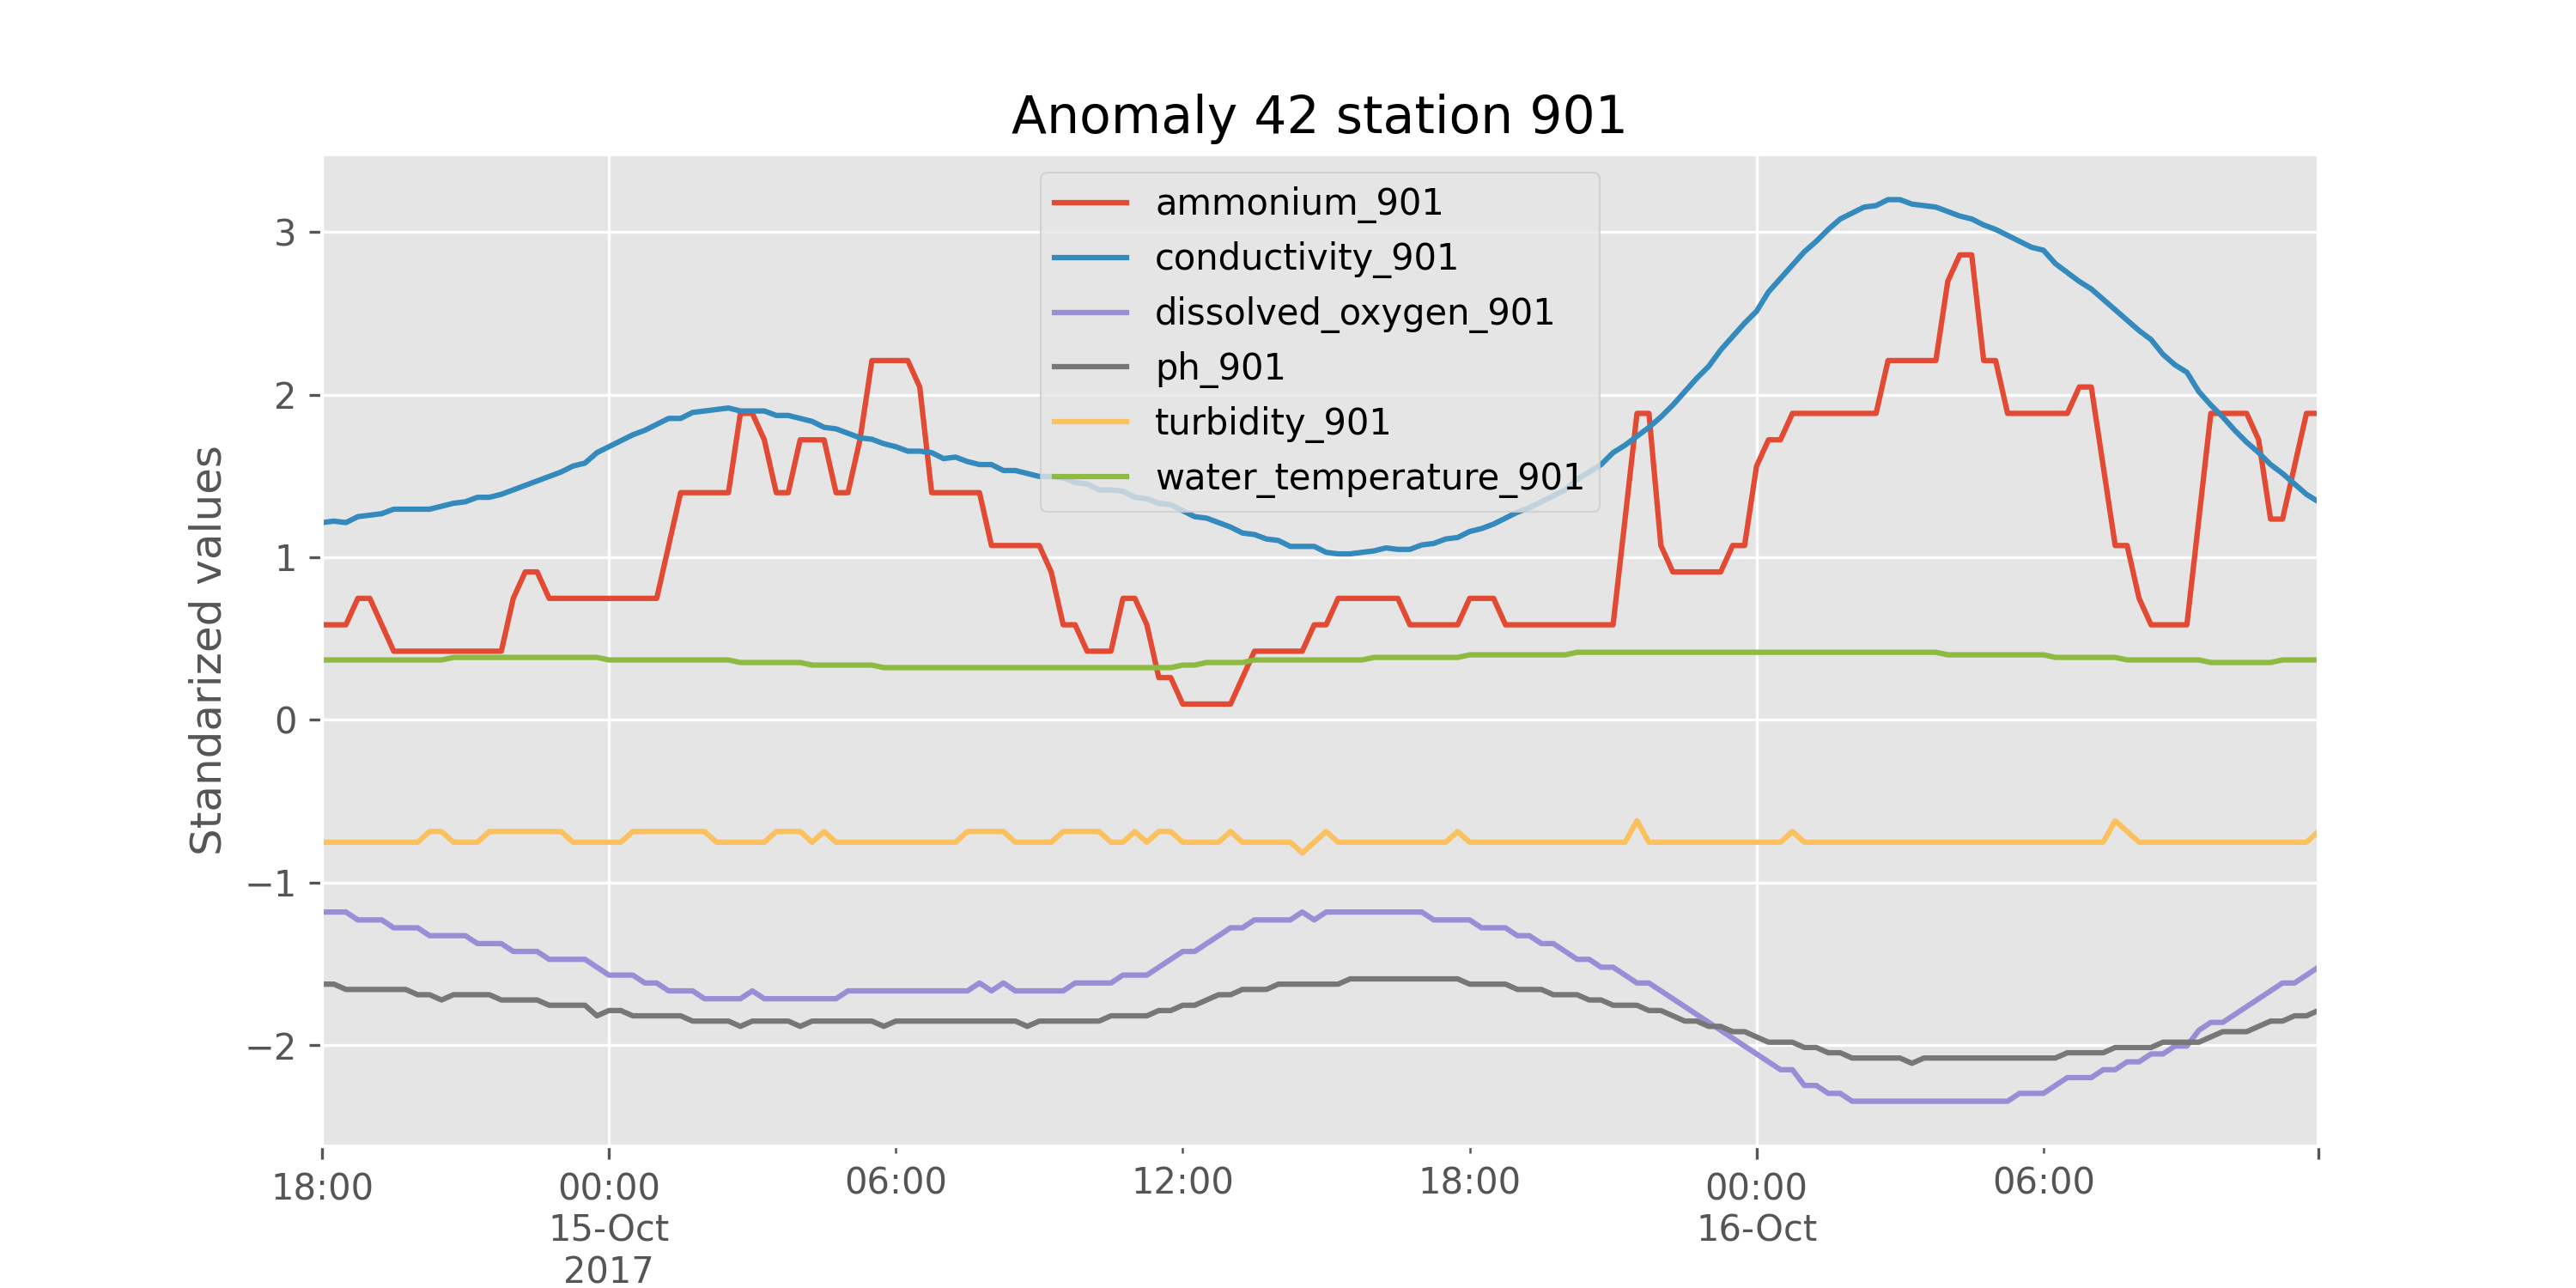 Anomaly 42 station 901
ammonium_901
conductivity_901
dissolved_oxygen_901
ph_901
turbidity_901
water_temperature_901
Standarized values
3
2
1
0
−1
−2
18:00 00:00 06:00 12:00 18:00 00:00 06:00
15-Oct 16-Oct
2017